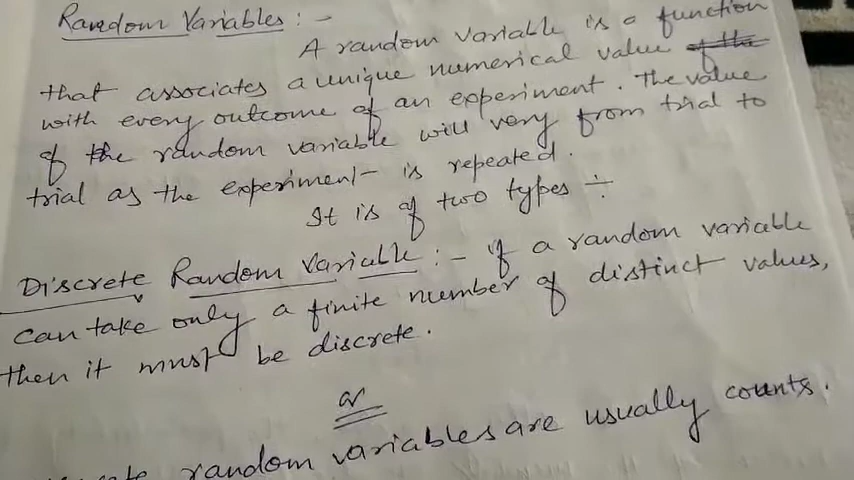 Random Variables :-
A random variable is a function
that associates a unique numerical value
with every outcome of an experiment. The value
of the random variable will vary from trial to
trial as the experiment is repeated.
It is of two types ÷
Discrete Random Variable :- if a random variable
can take only a finite number of distinct values,
then it must be discrete.
or
random variables are usually counts.